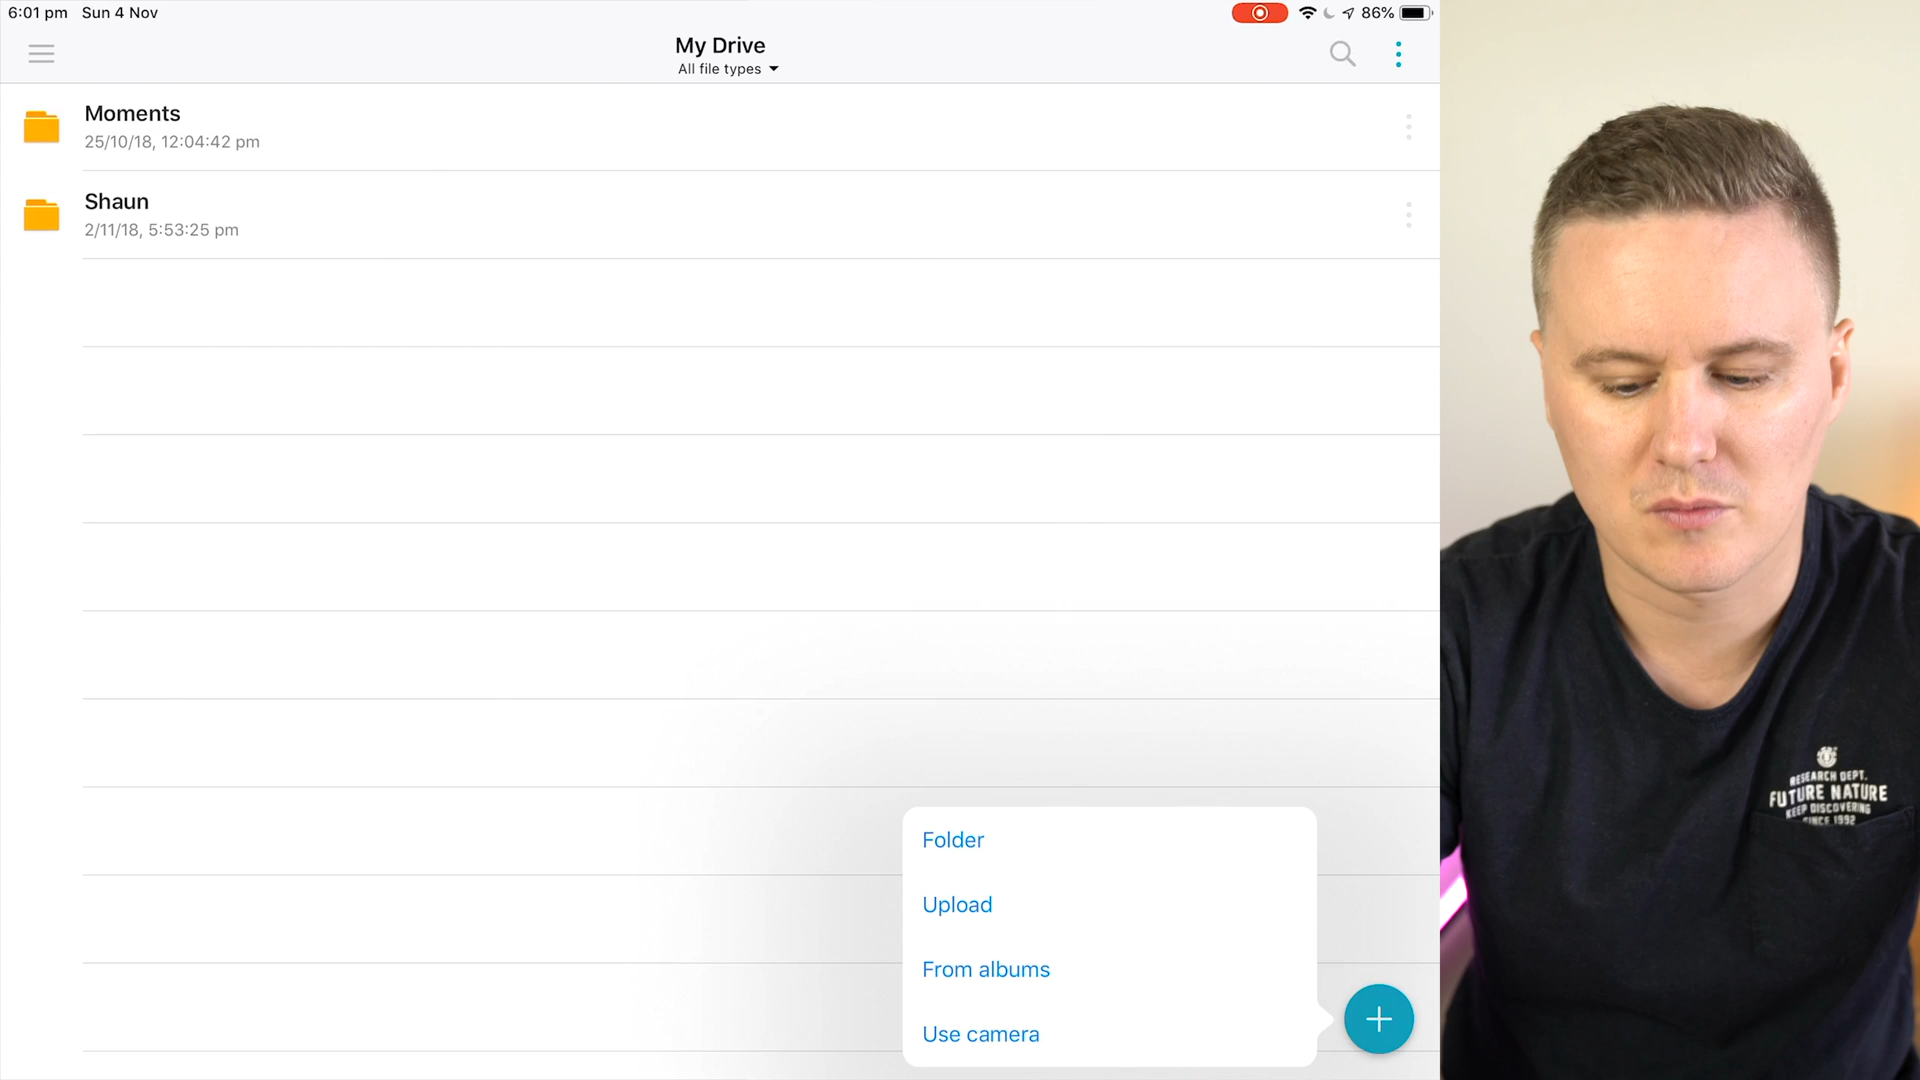 6:01 pm Sun 4 Nov 86%
My Drive
All file types
Moments
25/10/18, 12:04:42 pm
Shaun
2/11/18, 5:53:25 pm
Folder
Upload
From albums
Use camera
RESEARCH DEPT.
FUTURE NATURE
KEEP DISCOVERING
SINCE 1992